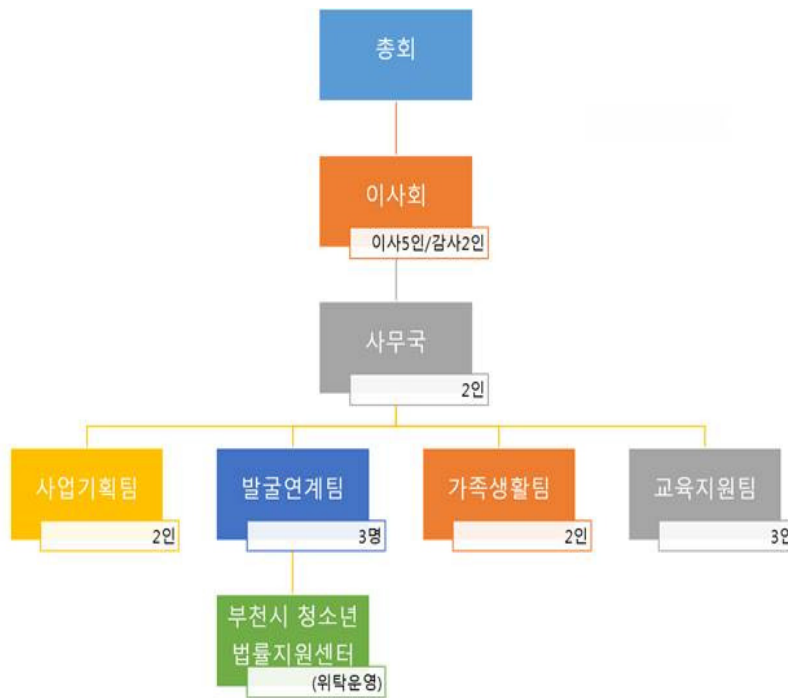 총회
이사회
이사5인/감사2인
사무국
2인
사업기획팀
2인
발굴연계팀
3명
가족생활팀
2인
교육지원팀
3인
부천시 청소년
법률지원센터
(위탁운영)